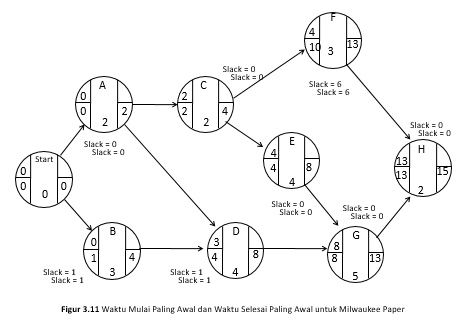 F
4
10
3
13
Slack = 0
Slack = 0
Slack = 6
Slack = 6
A
0
0
2
2
Slack = 0
Slack = 0
C
2
2
4
2
E
4
4
8
4
Slack = 0
Slack = 0
H
13
13
15
2
Slack = 0
Slack = 0
Start
0
0
0
0
B
0
1
4
3
Slack = 1
Slack = 1
D
3
4
8
4
Slack = 1
Slack = 1
Slack = 0
Slack = 0
G
8
8
13
5
Figur 3.11 Waktu Mulai Paling Awal dan Waktu Selesai Paling Awal untuk Milwaukee Paper